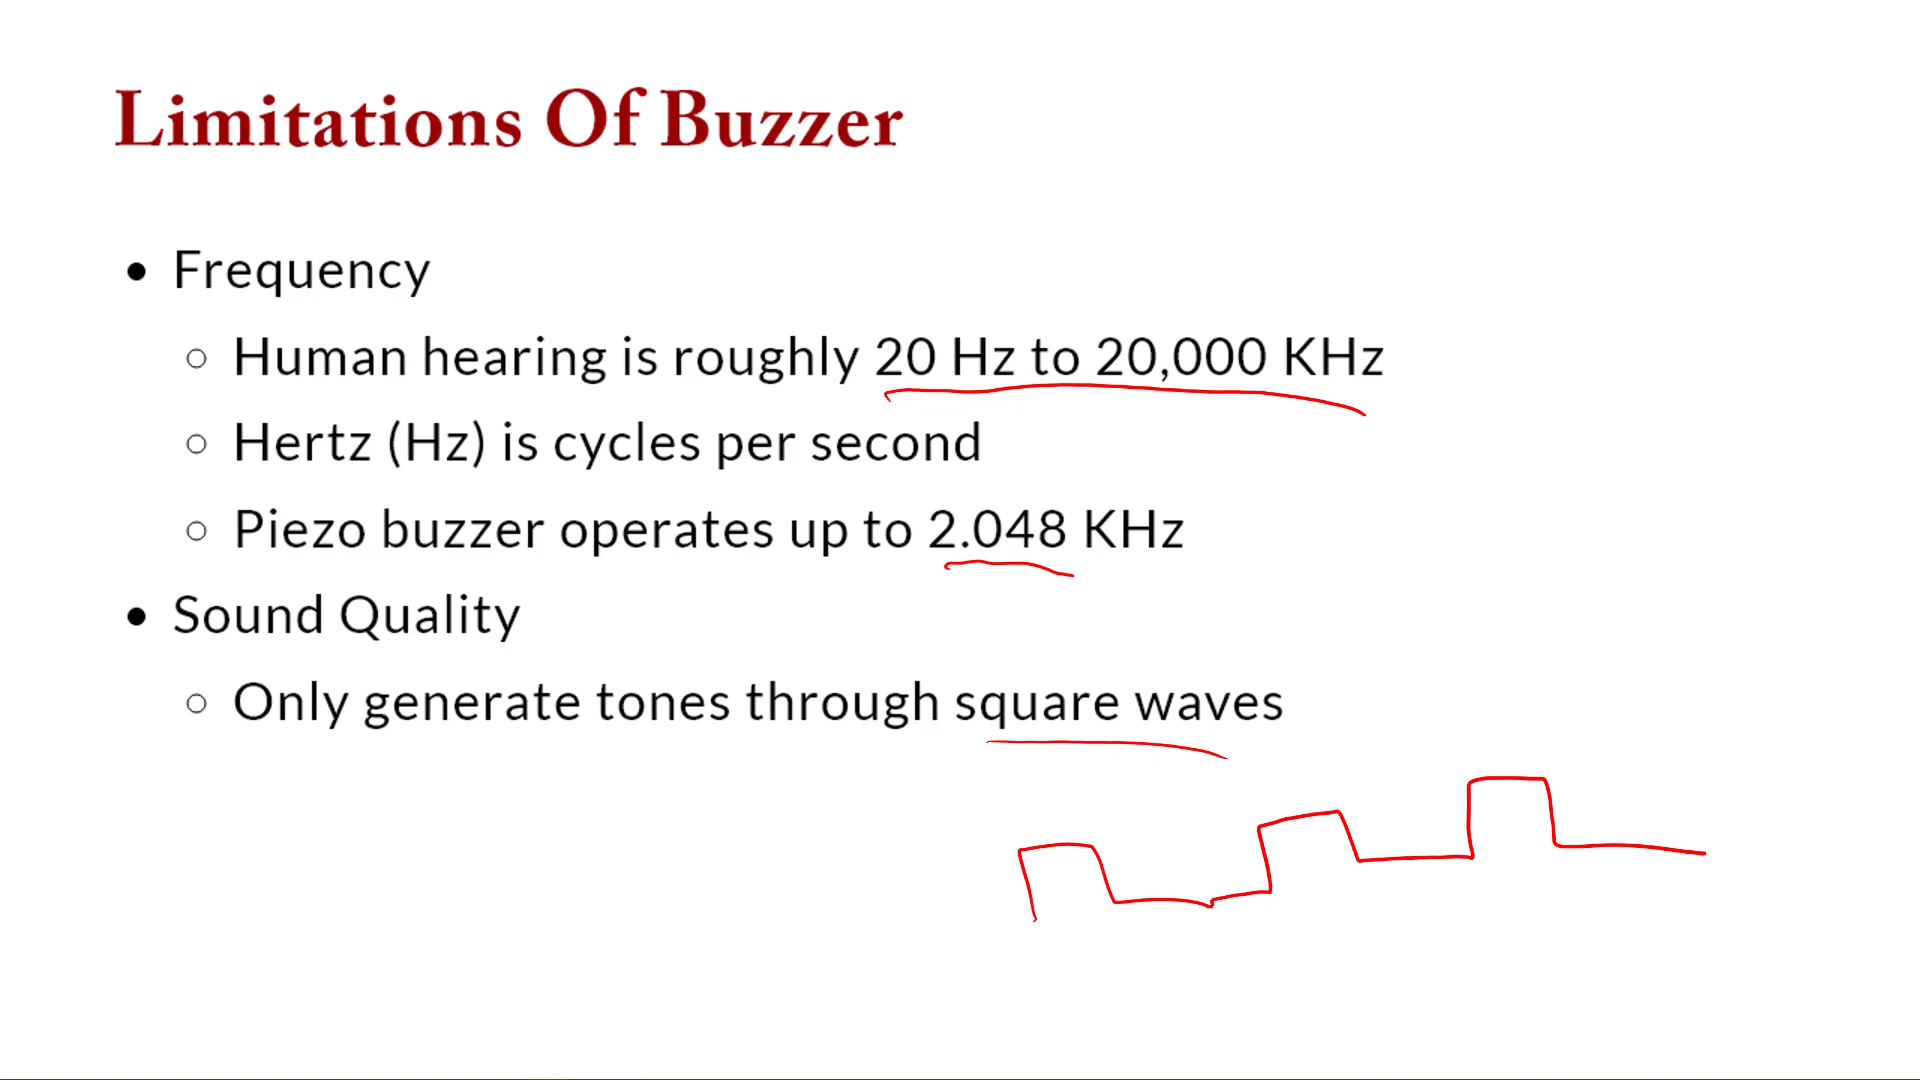 Limitations Of Buzzer
• Frequency
○ Human hearing is roughly 20 Hz to 20,000 KHz
○ Hertz (Hz) is cycles per second
○ Piezo buzzer operates up to 2.048 KHz
• Sound Quality
○ Only generate tones through square waves